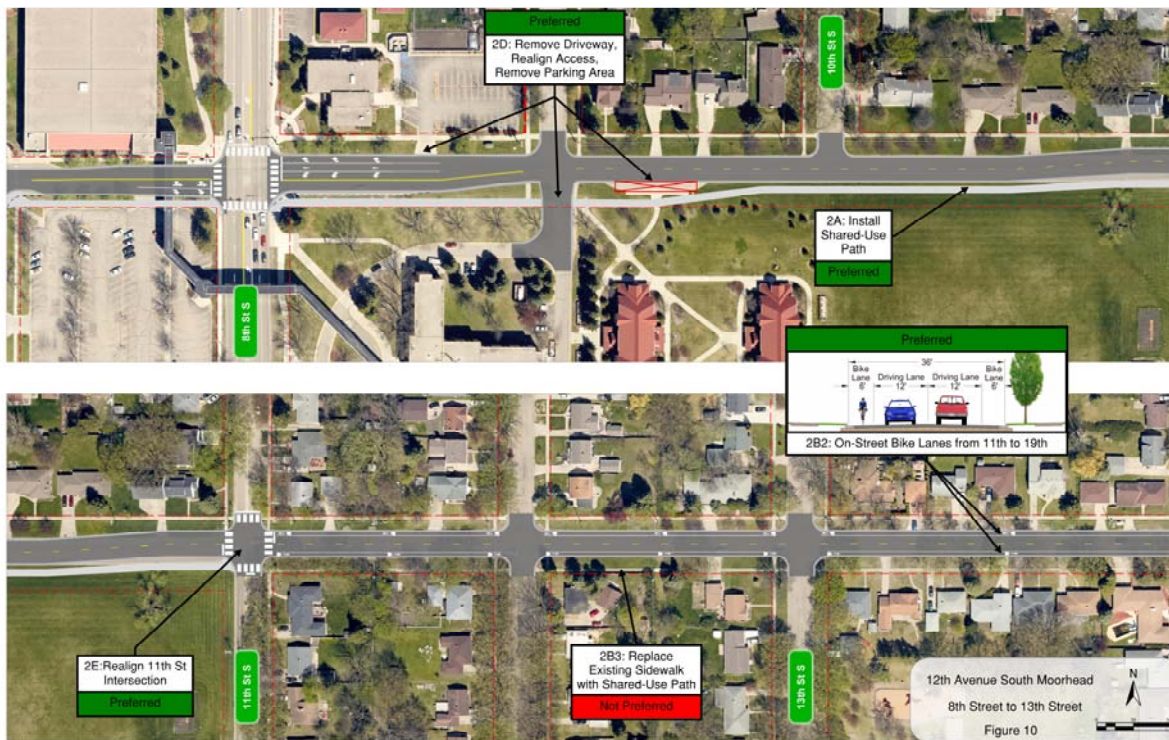 Preferred
2D: Remove Driveway,
Realign Access,
Remove Parking Area
10th St S
2A: Install
Shared-Use
Path
Preferred
8th St S
Preferred
36'
Bike
Lane
6'
Driving Lane
12'
Driving Lane
12'
Bike
Lane
6'
2B2: On-Street Bike Lanes from 11th to 19th
2E:Realign 11th St
Intersection
Preferred
11th St S
2B3: Replace
Existing Sidewalk
with Shared-Use Path
Not Preferred
13th St S
12th Avenue South Moorhead
8th Street to 13th Street
Figure 10
N